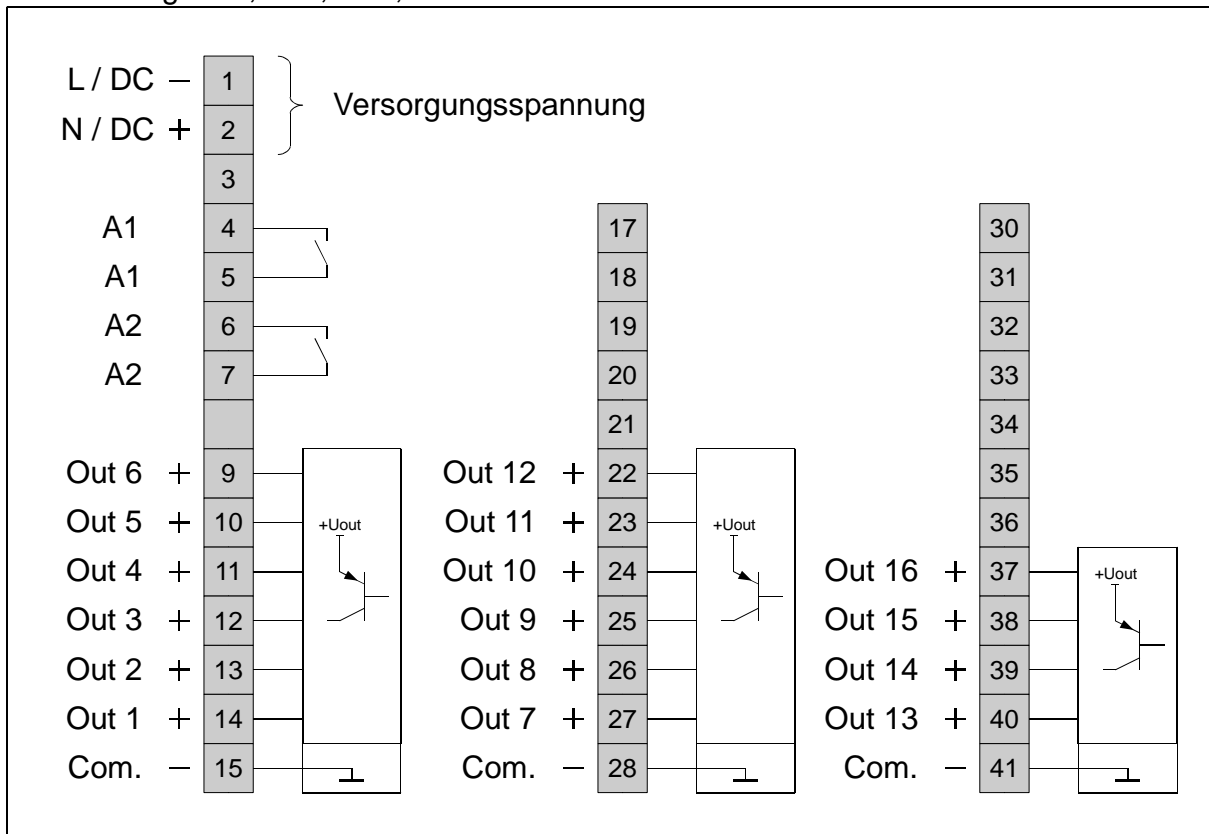 L / DC − 1
Versorgungsspannung
N / DC + 2
3
A1 4
A1 5
A2 6
A2 7
Out 6 + 9
Out 5 + 10 +Uout
Out 4 + 11
Out 3 + 12
Out 2 + 13
Out 1 + 14
Com. − 15
17
18
19
20
21
Out 12 + 22
Out 11 + 23 +Uout
Out 10 + 24
Out 9 + 25
Out 8 + 26
Out 7 + 27
Com. − 28
30
31
32
33
34
35
36
Out 16 + 37 +Uout
Out 15 + 38
Out 14 + 39
Out 13 + 40
Com. − 41